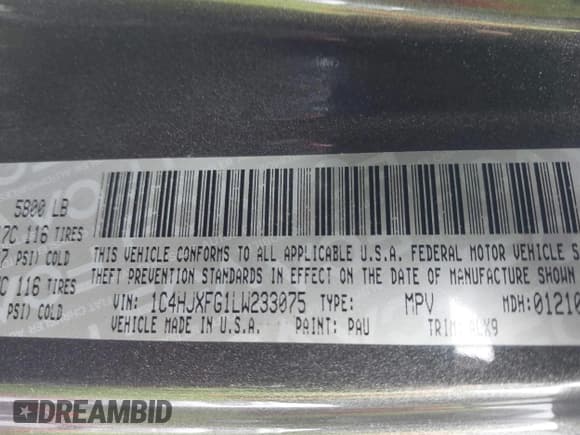 5800 LB
7C 116 TIRES
7 PSI) COLD
C 116 TIRES
PSI) COLD
THIS VEHICLE CONFORMS TO ALL APPLICABLE U.S.A. FEDERAL MOTOR VEHICLE S
THEFT PREVENTION STANDARDS IN EFFECT ON THE DATE OF MANUFACTURE SHOWN
VIN: 1C4HJXFG1LW233075 TYPE: MPV MDH:01210
VEHICLE MADE IN U.S.A. PAINT: PAU TRIM:
DREAMBID